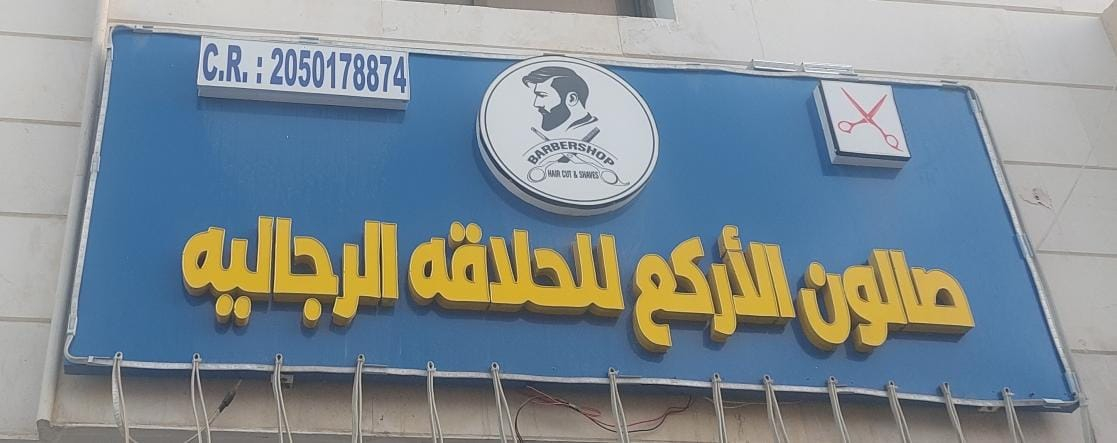 C.R. : 2050178874
BARBERSHOP
HAIR CUT & SHAVES
صالون الأركع للحلاقه الرجاليه